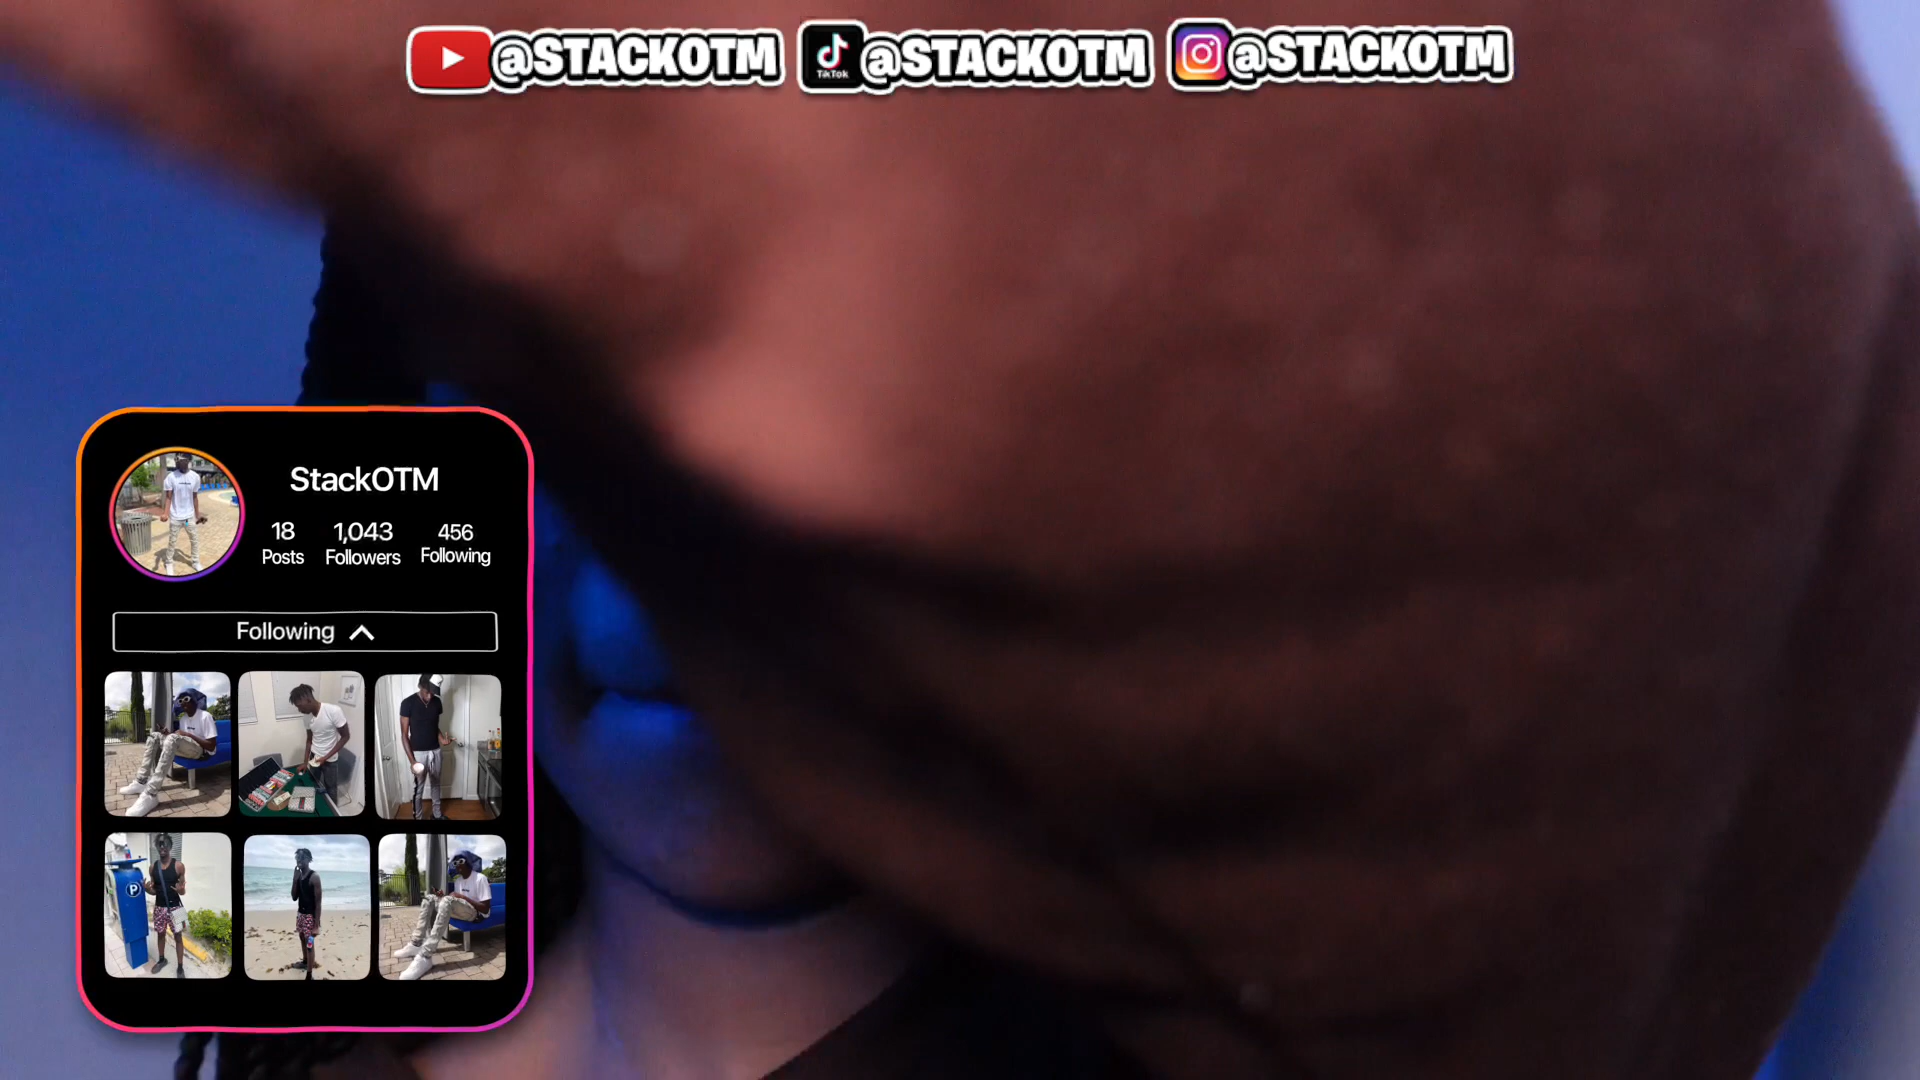 @STACKOTM TikTok @STACKOTM @STACKOTM
StackOTM
18 1,043 456
Posts Followers Following
Following
P